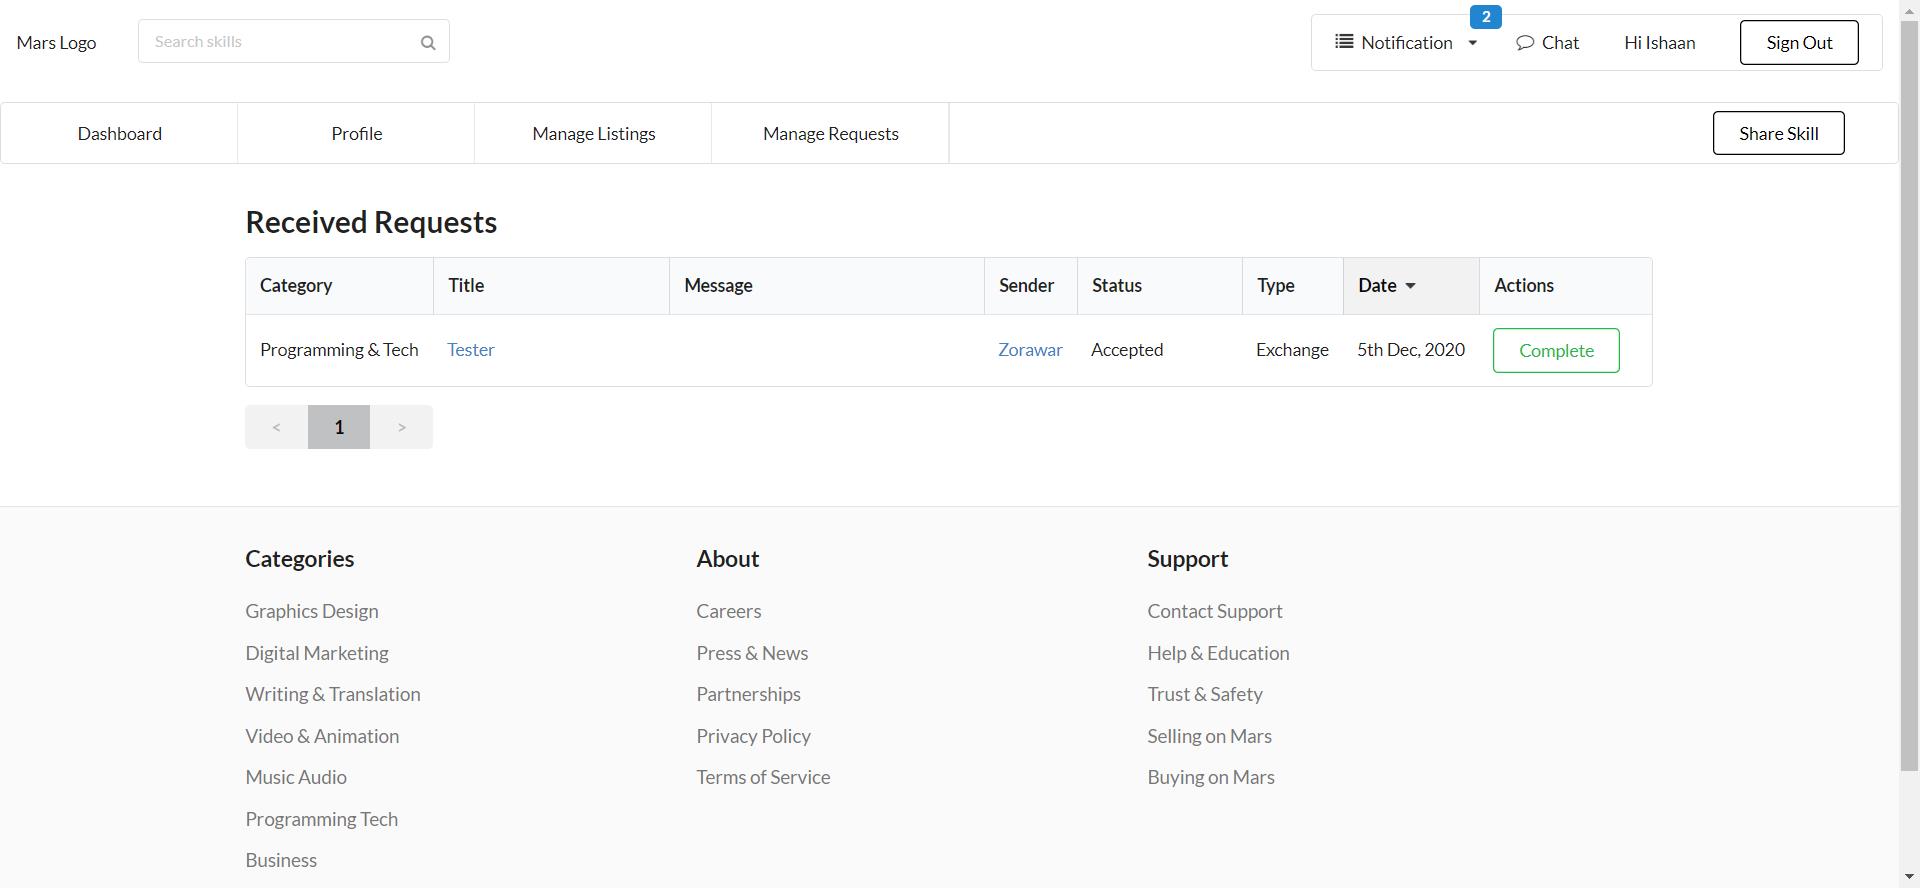 Mars Logo
Search skills
2
Notification
Chat
Hi Ishaan
Sign Out
Dashboard
Profile
Manage Listings
Manage Requests
Share Skill
Received Requests
Category
Title
Message
Sender
Status
Type
Date
Actions
Programming & Tech
Tester
Zorawar
Accepted
Exchange
5th Dec, 2020
Complete
< 1 >
Categories
Graphics Design
Digital Marketing
Writing & Translation
Video & Animation
Music Audio
Programming Tech
Business
About
Careers
Press & News
Partnerships
Privacy Policy
Terms of Service
Support
Contact Support
Help & Education
Trust & Safety
Selling on Mars
Buying on Mars